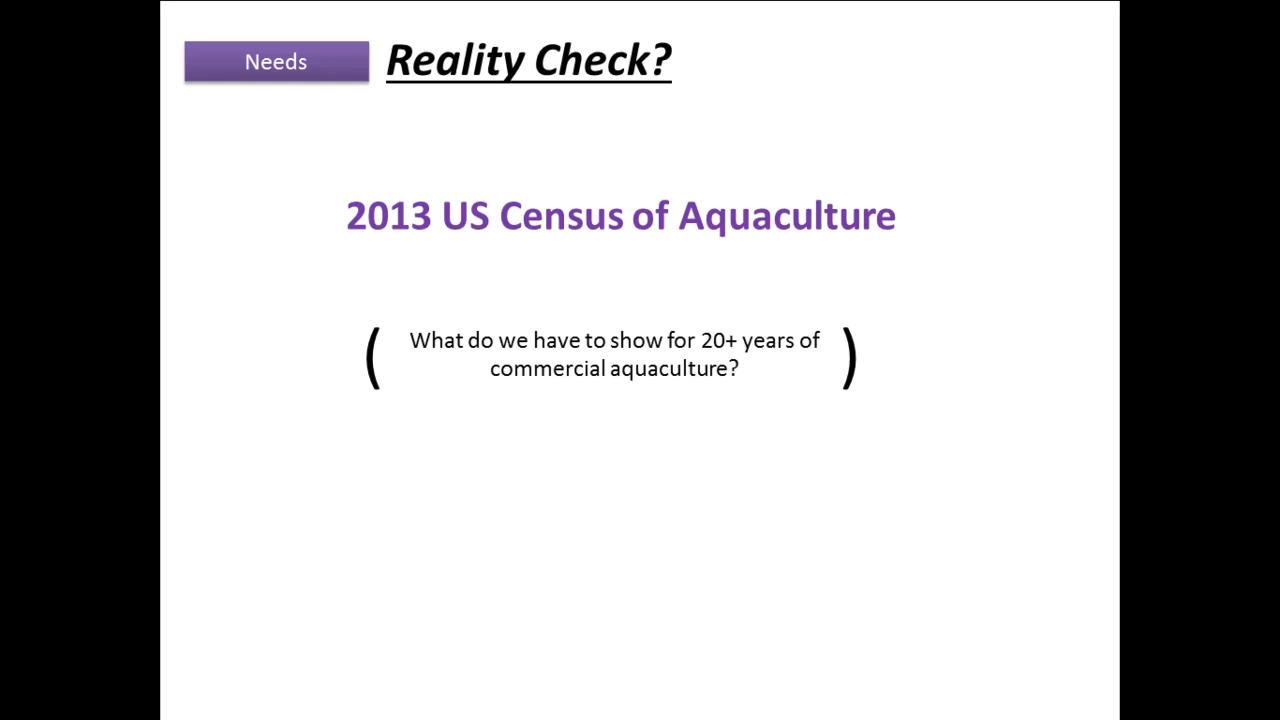 Needs
Reality Check?
2013 US Census of Aquaculture
( What do we have to show for 20+ years of
commercial aquaculture? )